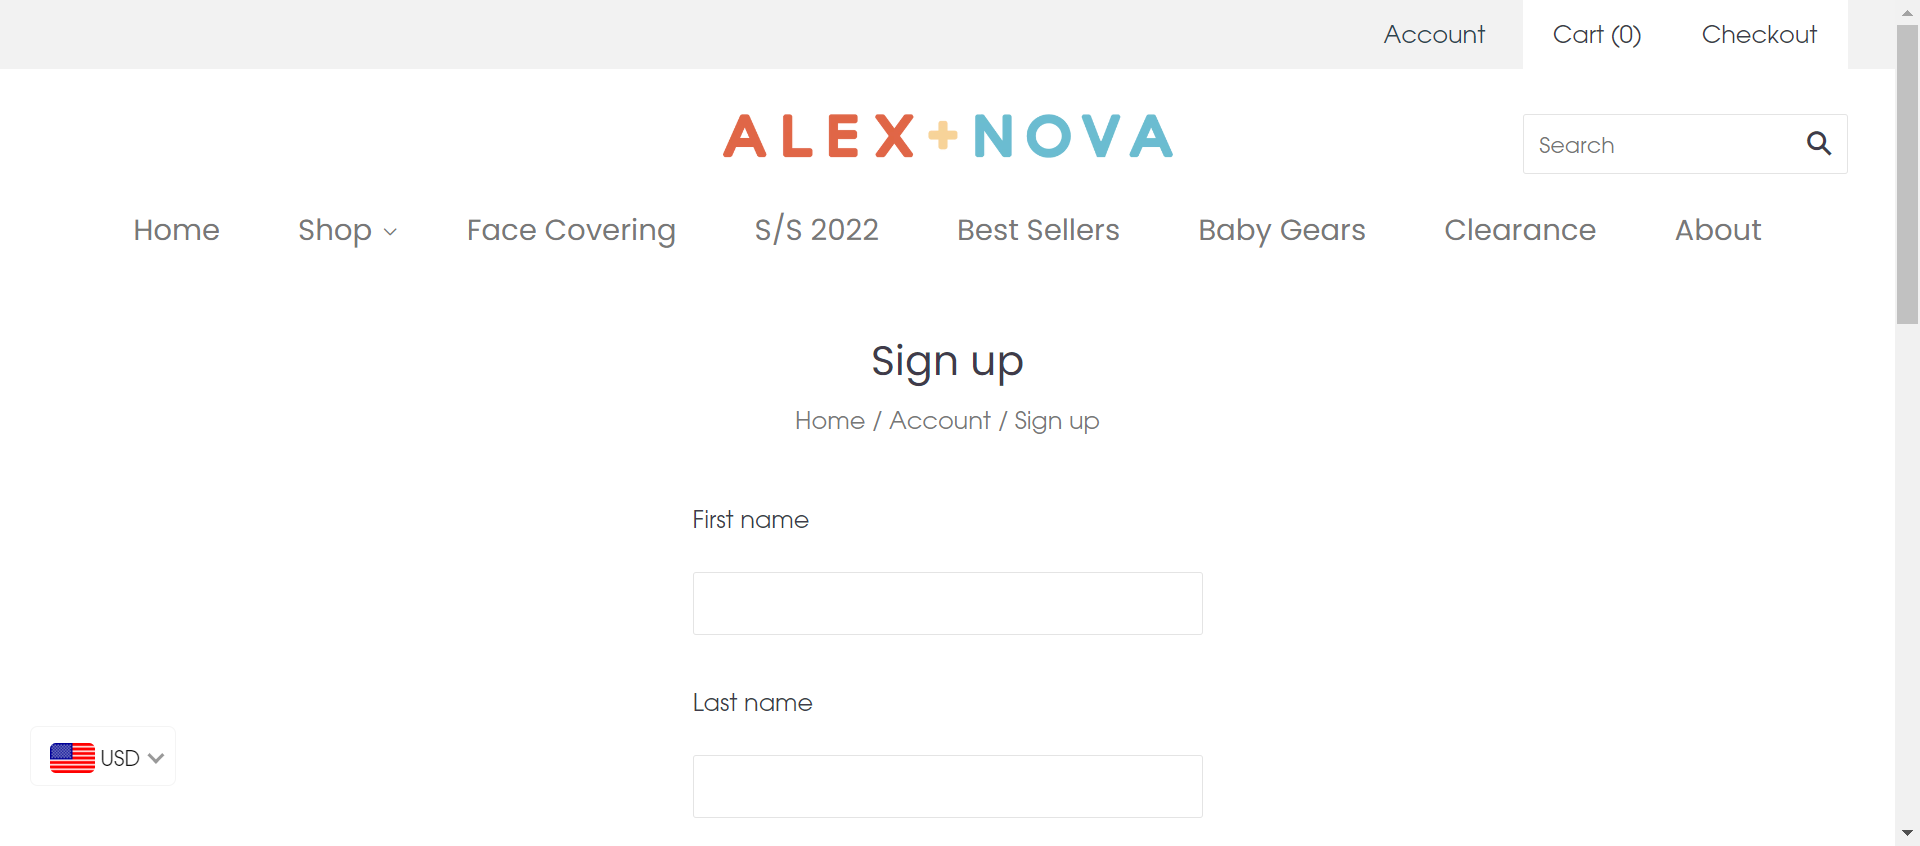 Account Cart (0) Checkout
ALEX+NOVA
Search
Home Shop Face Covering S/S 2022 Best Sellers Baby Gears Clearance About
Sign up
Home / Account / Sign up
First name
Last name
USD